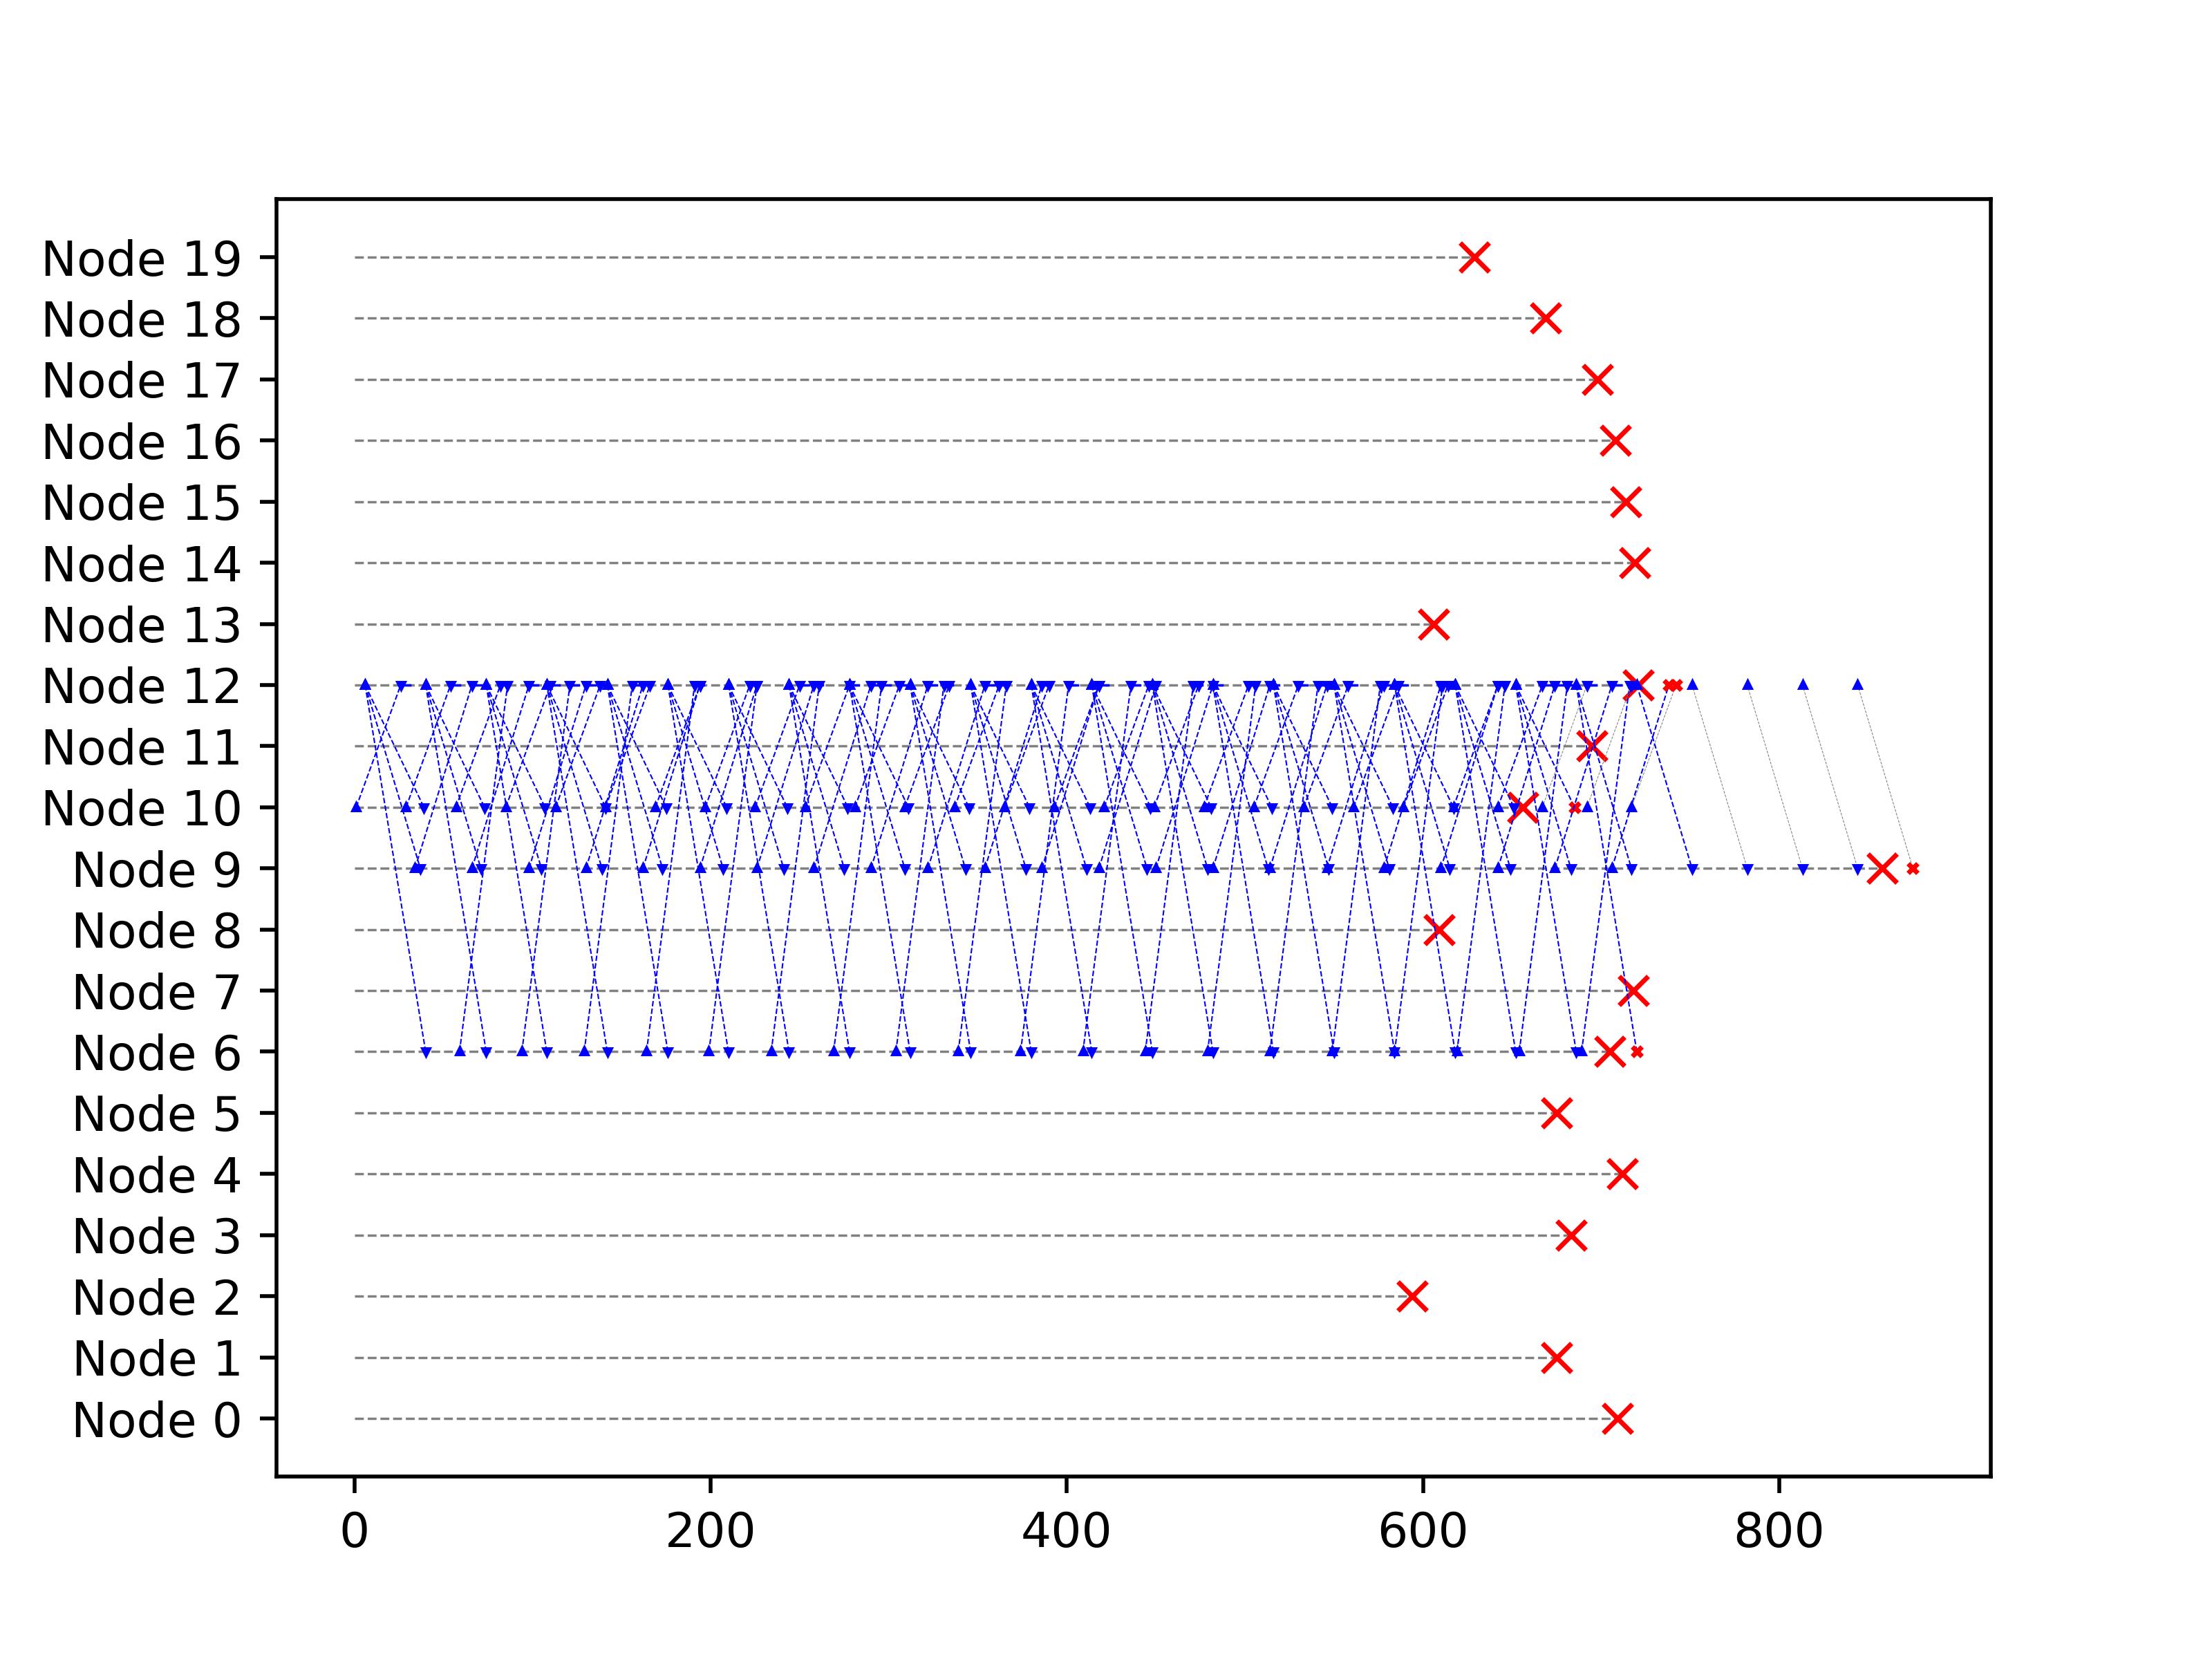 Node 19
Node 18
Node 17
Node 16
Node 15
Node 14
Node 13
Node 12
Node 11
Node 10
Node 9
Node 8
Node 7
Node 6
Node 5
Node 4
Node 3
Node 2
Node 1
Node 0
0 200 400 600 800